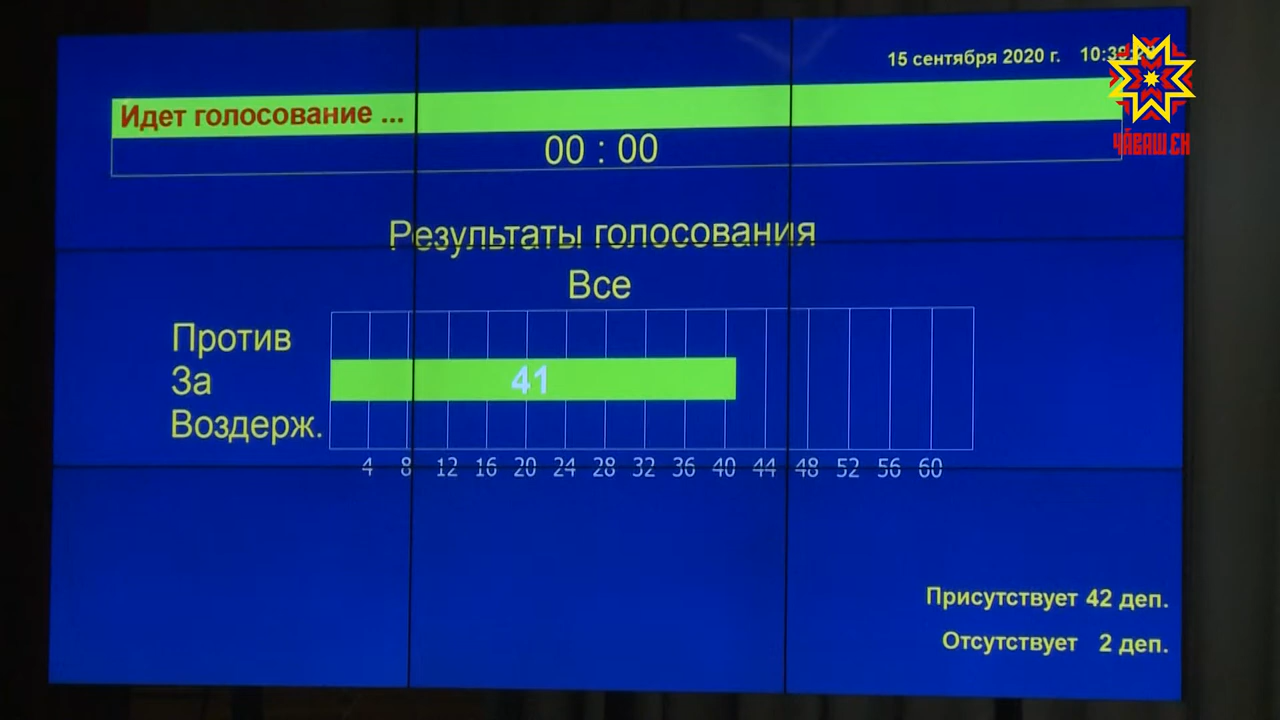 15 сентября 2020 г.
Идет голосование ...
ЧӐВАШ ЕН
00 : 00
Результаты голосования
Все
Против
За 41
Воздерж.
4 8 12 16 20 24 28 32 36 40 44 48 52 56 60
Присутствует 42 деп.
Отсутствует 2 деп.